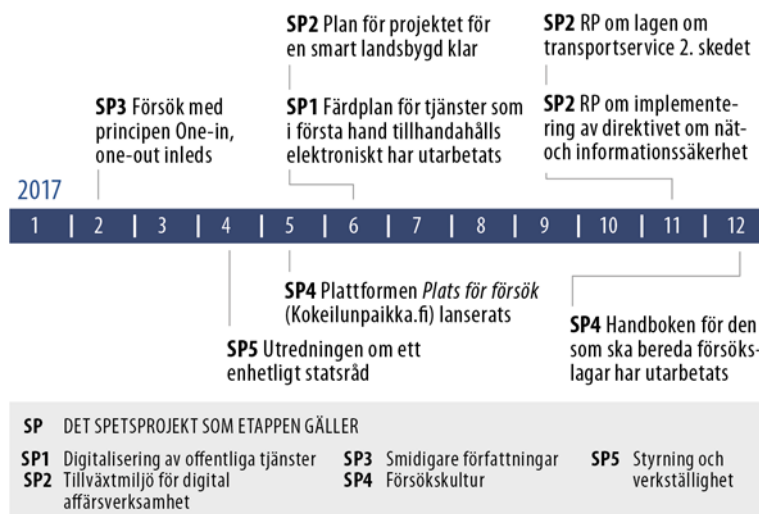 SP2 Plan för projektet för
en smart landsbygd klar
SP2 RP om lagen om
transportservice 2. skedet
SP3 Försök med
principen One-in,
one-out inleds
SP1 Färdplan för tjänster som
i första hand tillhandahålls
elektroniskt har utarbetats
SP2 RP om implemente-
ring av direktivet om nät-
och informationssäkerhet
2017
1 2 3 4 5 6 7 8 9 10 11 12
SP4 Plattformen Plats för försök
(Kokeilunpaikka.fi) lanserats
SP5 Utredningen om ett
enhetligt statsråd
SP4 Handboken för den
som ska bereda försöks-
lagar har utarbetats
SP DET SPETSPROJEKT SOM ETAPPEN GÄLLER
SP1 Digitalisering av offentliga tjänster
SP2 Tillväxtmiljö för digital
affärsverksamhet
SP3 Smidigare författningar
SP4 Försökskultur
SP5 Styrning och
verkställighet